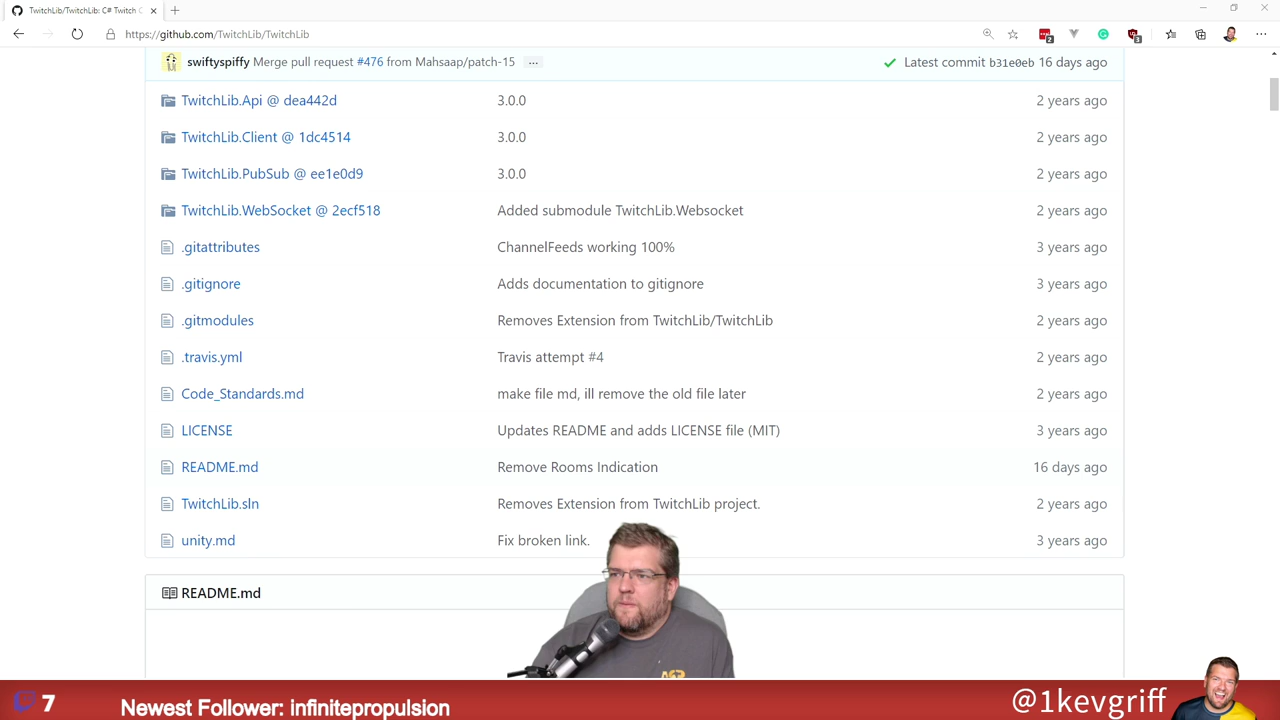 TwitchLib/TwitchLib: C# Twitch C
https://github.com/TwitchLib/TwitchLib
2
3
swiftyspiffy Merge pull request #476 from Mahsaap/patch-15 ... Latest commit b31e0eb 16 days ago
TwitchLib.Api @ dea442d 3.0.0 2 years ago
TwitchLib.Client @ 1dc4514 3.0.0 2 years ago
TwitchLib.PubSub @ ee1e0d9 3.0.0 2 years ago
TwitchLib.WebSocket @ 2ecf518 Added submodule TwitchLib.Websocket 2 years ago
.gitattributes ChannelFeeds working 100% 3 years ago
.gitignore Adds documentation to gitignore 3 years ago
.gitmodules Removes Extension from TwitchLib/TwitchLib 2 years ago
.travis.yml Travis attempt #4 2 years ago
Code_Standards.md make file md, ill remove the old file later 2 years ago
LICENSE Updates README and adds LICENSE file (MIT) 3 years ago
README.md Remove Rooms Indication 16 days ago
TwitchLib.sln Removes Extension from TwitchLib project. 2 years ago
unity.md Fix broken link. 3 years ago
README.md
7 Newest Follower: infinitepropulsion @1kevgriff